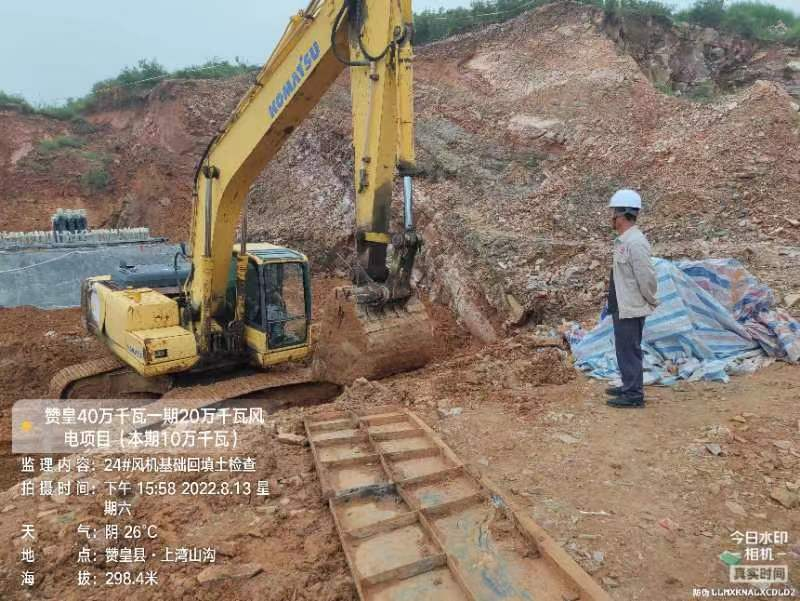 KOMATSU
赞皇40万千瓦一期20万千瓦风
电项目（本期10万千瓦）
监理内容：24#风机基础回填土检查
拍摄时间：下午 15:58 2022.8.13 星
期六
天 气：阴 26℃
地 点：赞皇县·上湾山沟
海 拔：298.4米
今日水印
相机
真实时间
防伪 LLMXKNALXCDLD2